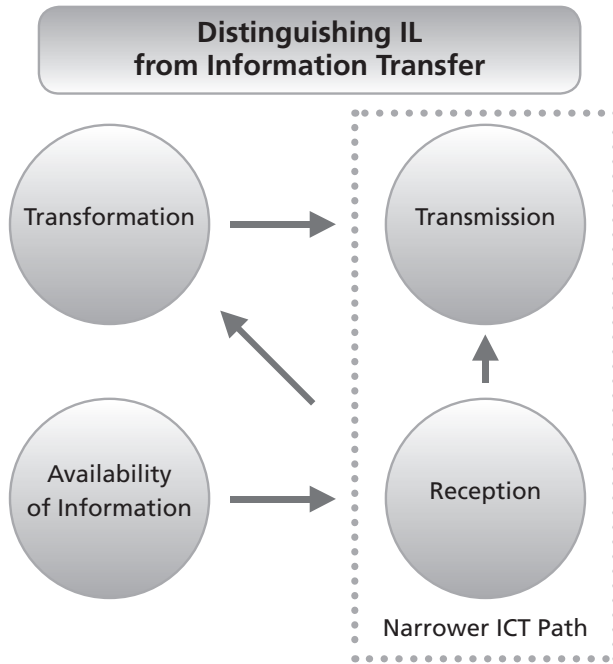 Distinguishing IL
from Information Transfer
Transformation
Transmission
Availability
of Information
Reception
Narrower ICT Path